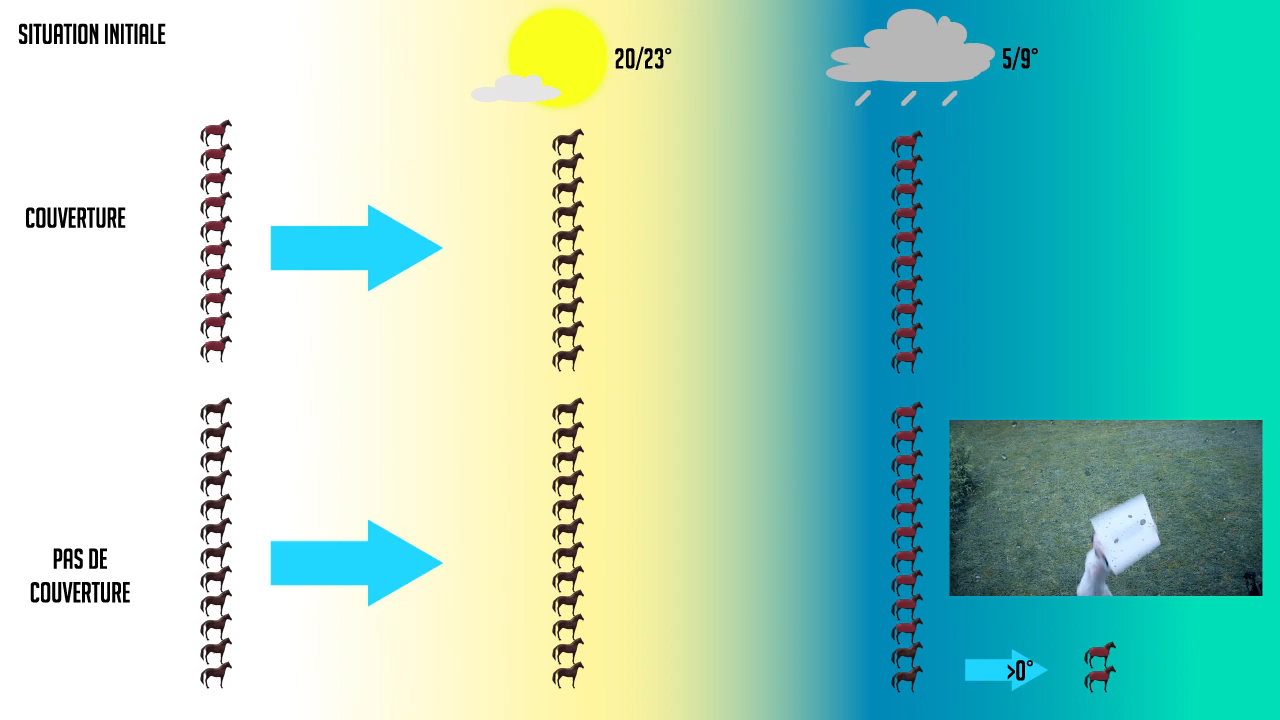 SITUATION INITIALE
20/23°
5/9°
COUVERTURE
PAS DE
COUVERTURE
>0°